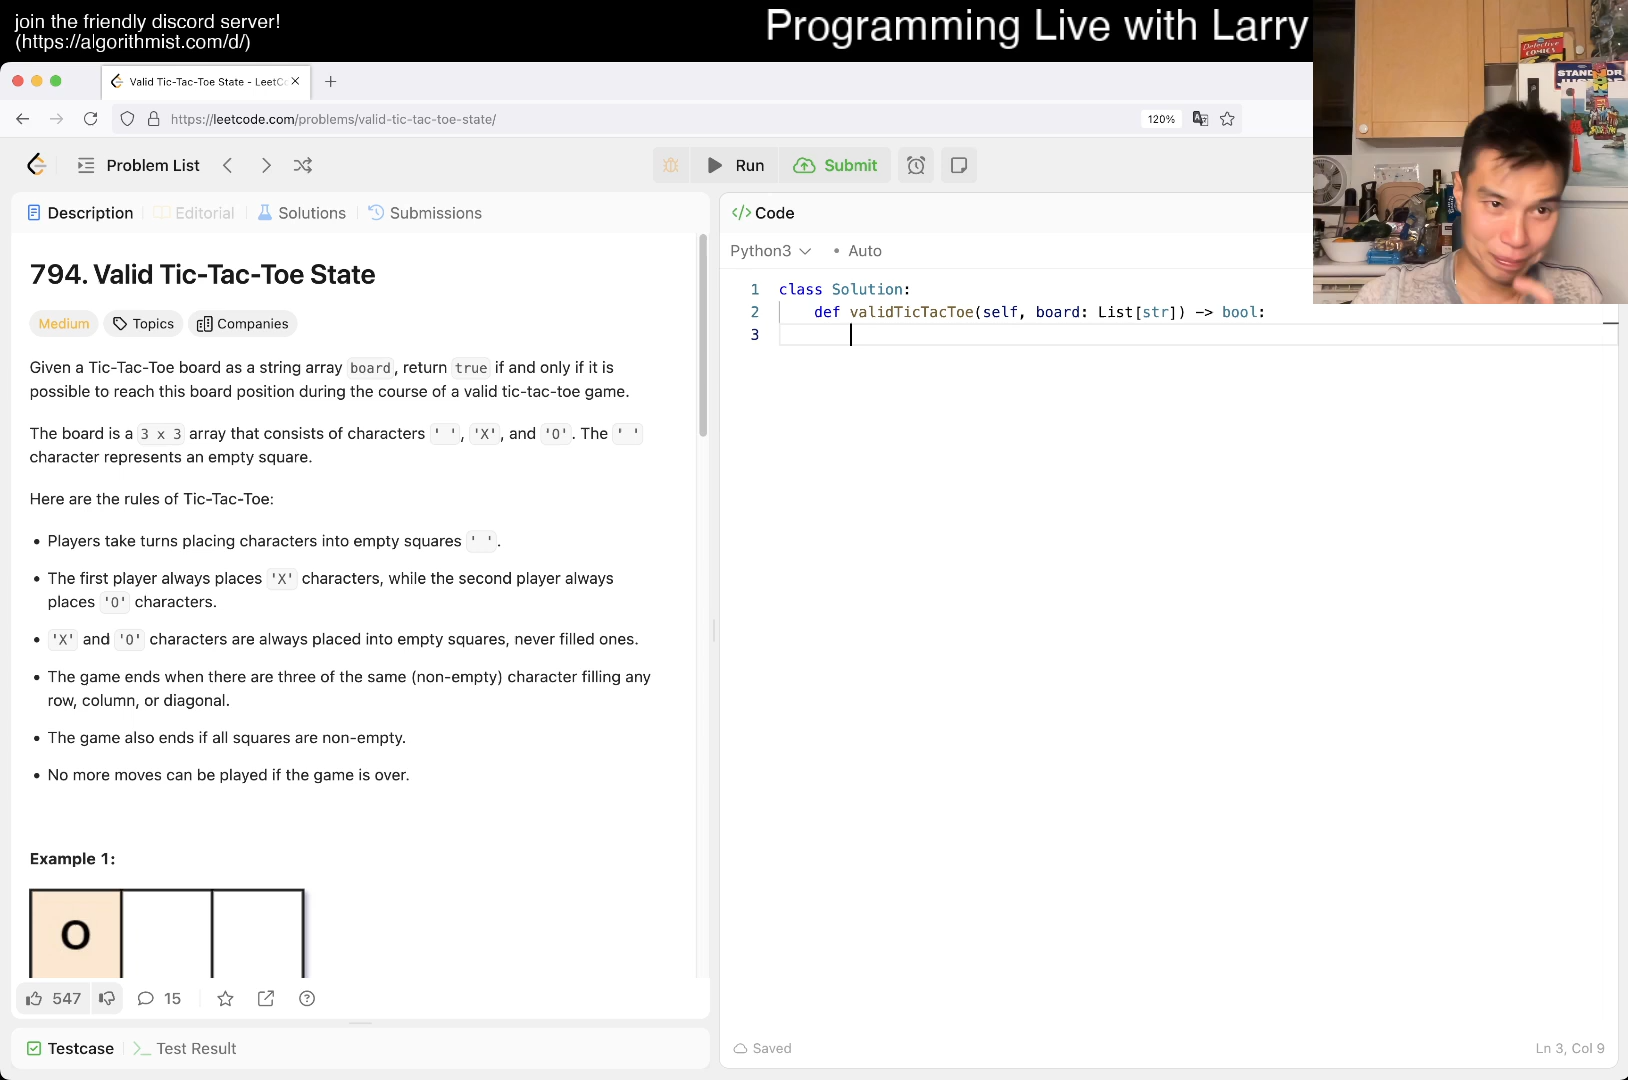 join the friendly discord server!
(https://algorithmist.com/d/)
Programming Live with Larry
Valid Tic-Tac-Toe State - LeetC
https://leetcode.com/problems/valid-tic-tac-toe-state/
120%
Problem List
Run
Submit
Description
Editorial
Solutions
Submissions
794. Valid Tic-Tac-Toe State
Medium
Topics
Companies
Given a Tic-Tac-Toe board as a string array board, return true if and only if it is
possible to reach this board position during the course of a valid tic-tac-toe game.
The board is a 3 x 3 array that consists of characters ' ', 'X', and 'O'. The ' '
character represents an empty square.
Here are the rules of Tic-Tac-Toe:
• Players take turns placing characters into empty squares ' '.
• The first player always places 'X' characters, while the second player always
places 'O' characters.
• 'X' and 'O' characters are always placed into empty squares, never filled ones.
• The game ends when there are three of the same (non-empty) character filling any
row, column, or diagonal.
• The game also ends if all squares are non-empty.
• No more moves can be played if the game is over.
Example 1:
O
547
15
Testcase
Test Result
</> Code
Python3
• Auto
1 class Solution:
2 def validTicTacToe(self, board: List[str]) -> bool:
3
Saved
Ln 3, Col 9